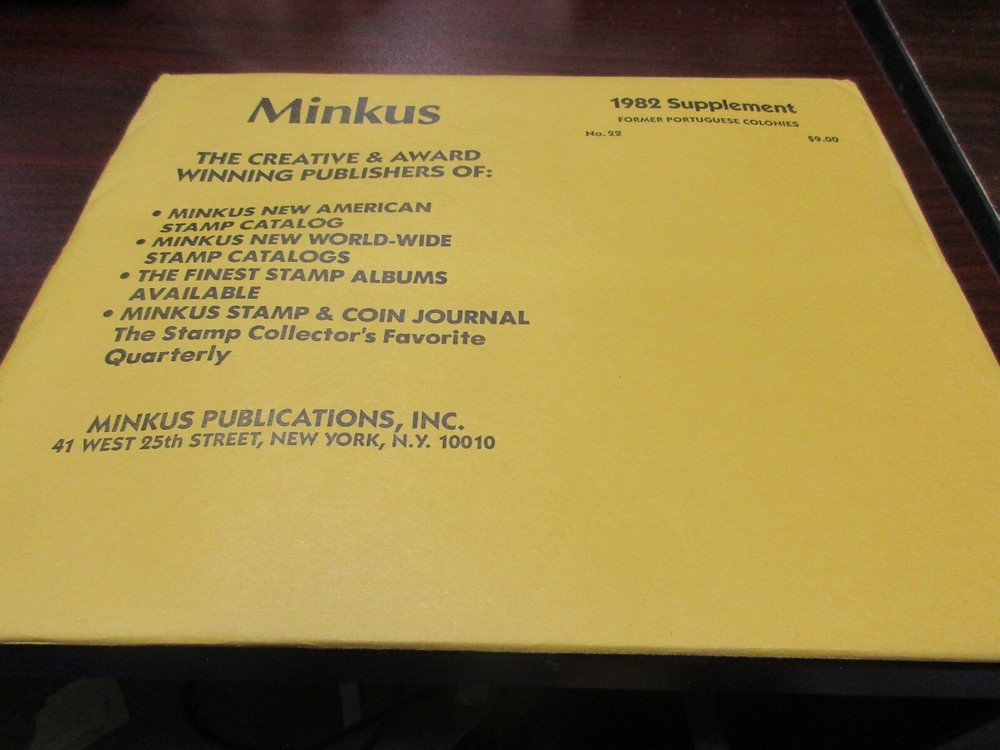 Minkus
1982 Supplement
FORMER PORTUGUESE COLONIES
No. 22
$9.00
THE CREATIVE & AWARD
WINNING PUBLISHERS OF:
• MINKUS NEW AMERICAN
STAMP CATALOG
• MINKUS NEW WORLD-WIDE
STAMP CATALOGS
• THE FINEST STAMP ALBUMS
AVAILABLE
• MINKUS STAMP & COIN JOURNAL
The Stamp Collector's Favorite
Quarterly
MINKUS PUBLICATIONS, INC.
41 WEST 25th STREET, NEW YORK, N.Y. 10010